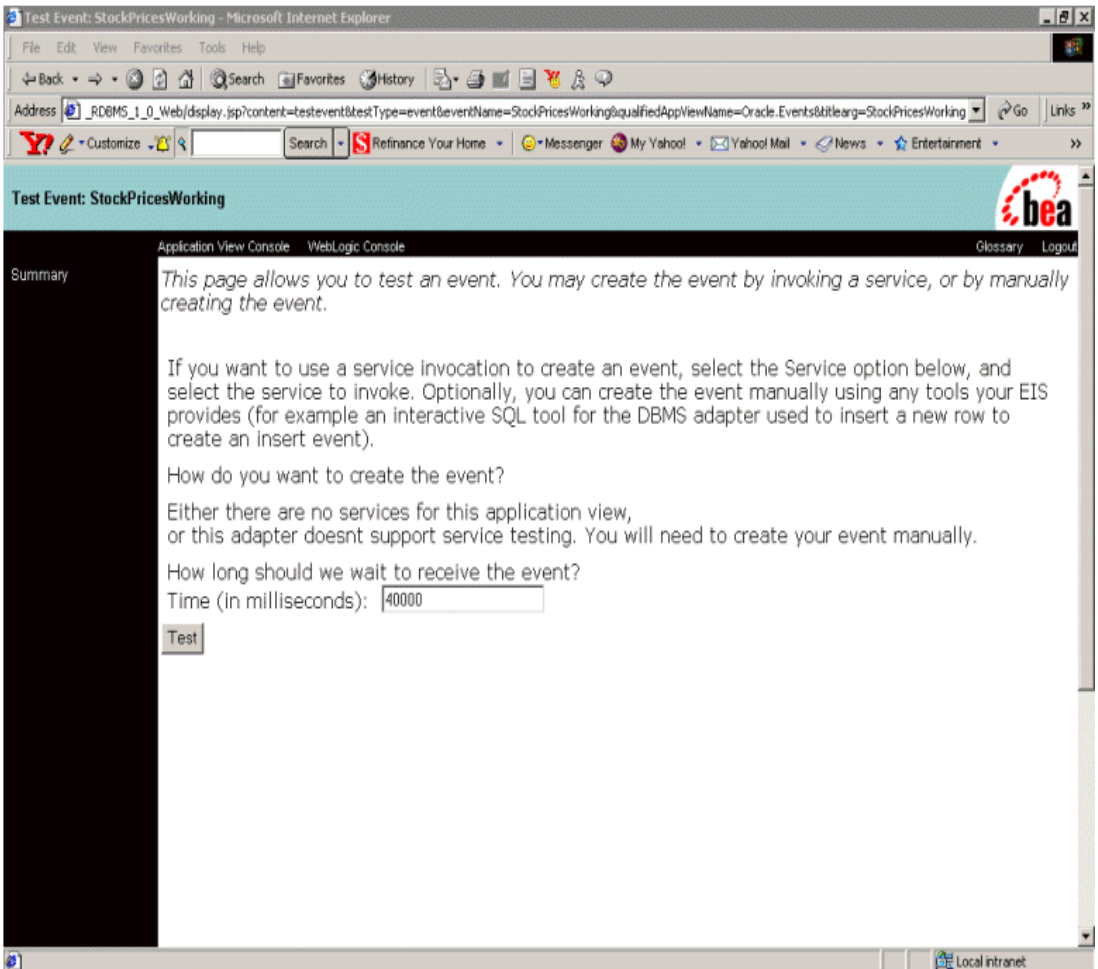 Test Event: StockPricesWorking - Microsoft Internet Explorer
File Edit View Favorites Tools Help
Back Search Favorites History
Address _RDBMS_1_0_Web/display.jsp?content=testevent&testType=event&eventName=StockPricesWorking&qualifiedAppViewName=Oracle.Events&titlearg=StockPricesWorking Go Links »
Y! Customize Search S Refinance Your Home Messenger My Yahoo! Yahoo! Mail News Entertainment »
Test Event: StockPricesWorking
bea
Application View Console WebLogic Console Glossary Logout
Summary
This page allows you to test an event. You may create the event by invoking a service, or by manually
creating the event.
If you want to use a service invocation to create an event, select the Service option below, and
select the service to invoke. Optionally, you can create the event manually using any tools your EIS
provides (for example an interactive SQL tool for the DBMS adapter used to insert a new row to
create an insert event).
How do you want to create the event?
Either there are no services for this application view,
or this adapter doesnt support service testing. You will need to create your event manually.
How long should we wait to receive the event?
Time (in milliseconds): 40000
Test
Local intranet